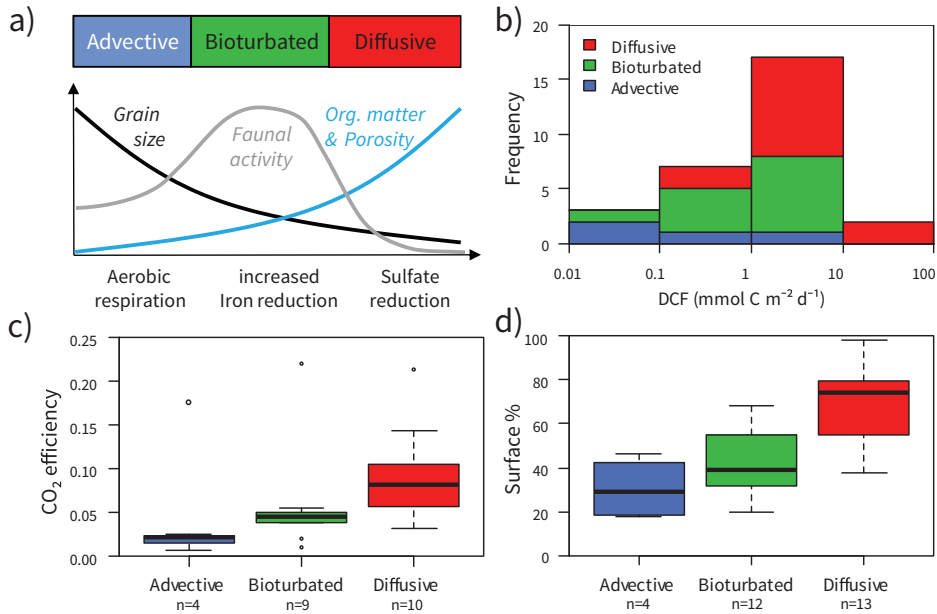 a)
Advective Bioturbated Diffusive
Grain
size
Faunal
activity
Org. matter
& Porosity
Aerobic
respiration
increased
Iron reduction
Sulfate
reduction
b)
Diffusive
Bioturbated
Advective
Frequency
20
15
10
5
0
0.01 0.1 1 10 100
DCF (mmol C m⁻² d⁻¹)
c)
CO₂ efficiency
0.25
0.20
0.15
0.10
0.05
0.00
Advective Bioturbated Diffusive
n=4 n=9 n=10
d)
Surface %
100
80
60
40
20
0
Advective Bioturbated Diffusive
n=4 n=12 n=13